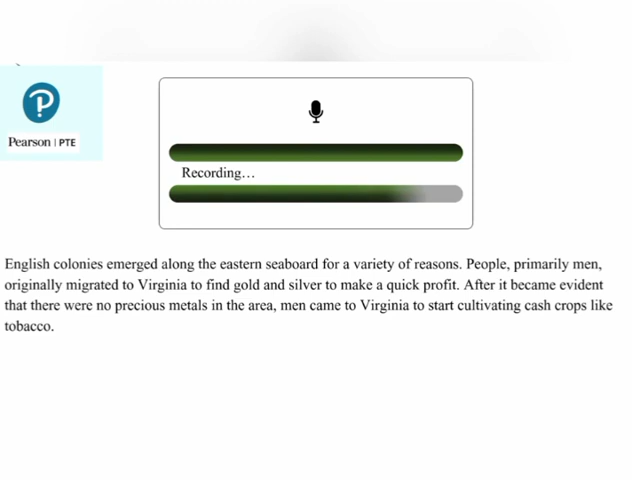 Pearson | PTE
Recording...
English colonies emerged along the eastern seaboard for a variety of reasons. People, primarily men,
originally migrated to Virginia to find gold and silver to make a quick profit. After it became evident
that there were no precious metals in the area, men came to Virginia to start cultivating cash crops like
tobacco.